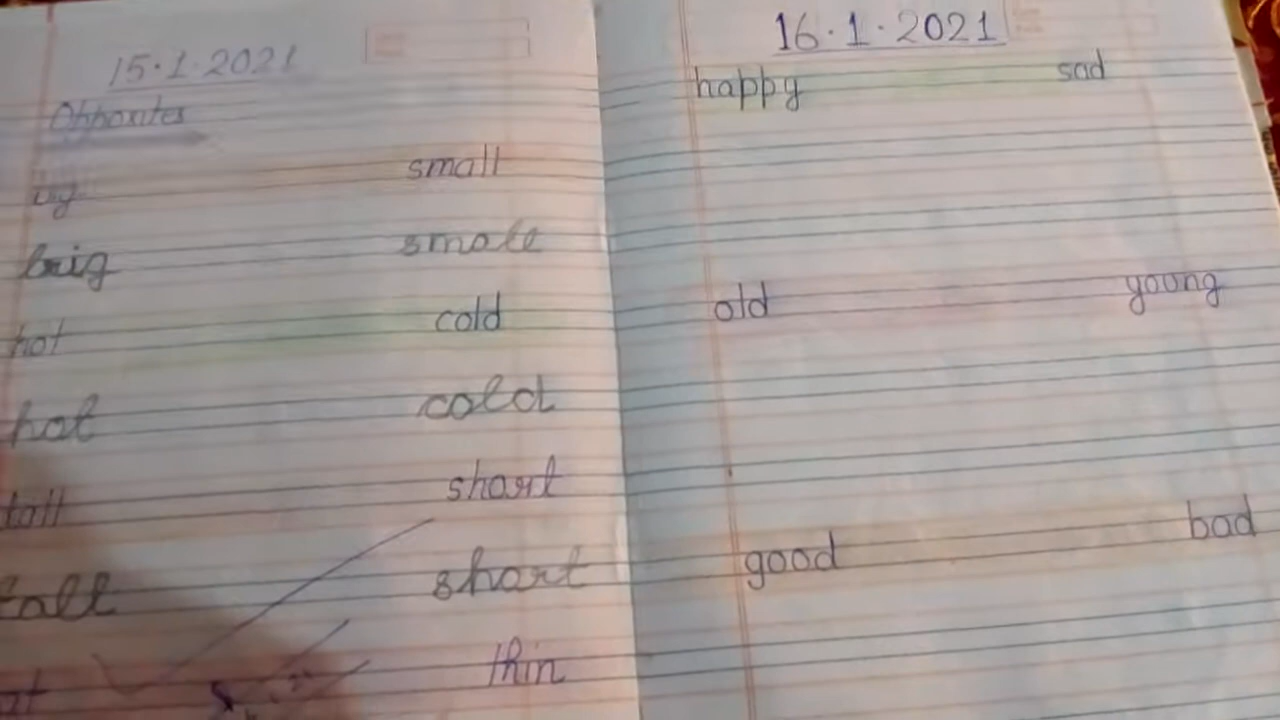 15.1.2021
Opposites
big small
brig smale
hot cold
hot cold
tall short
tall short
thin
16.1.2021
happy sad
old young
good bad